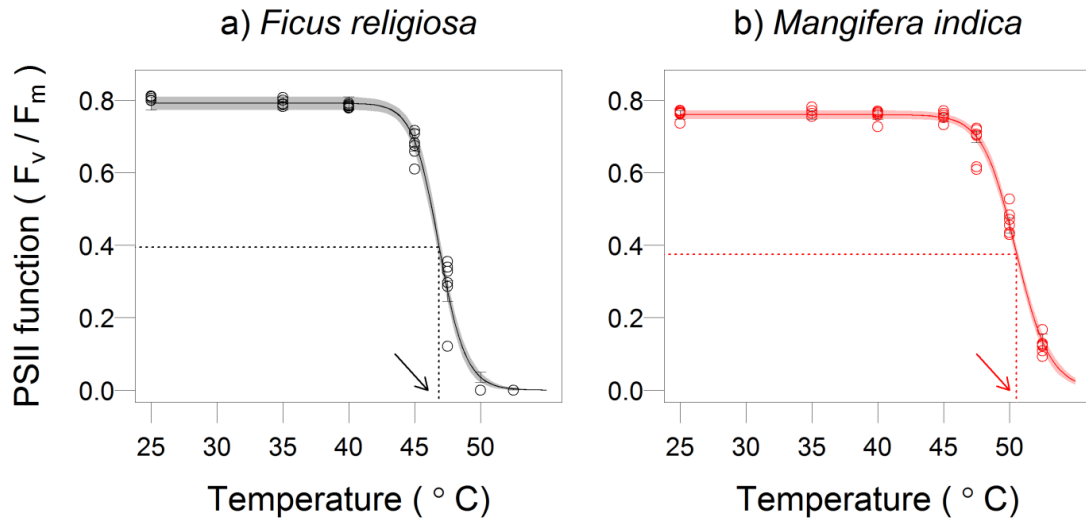 a) Ficus religiosa
b) Mangifera indica
PSII function ( Fv / Fm )
0.8
0.6
0.4
0.2
0.0
25 30 35 40 45 50
Temperature ( ° C)
0.8
0.6
0.4
0.2
0.0
25 30 35 40 45 50
Temperature ( ° C)